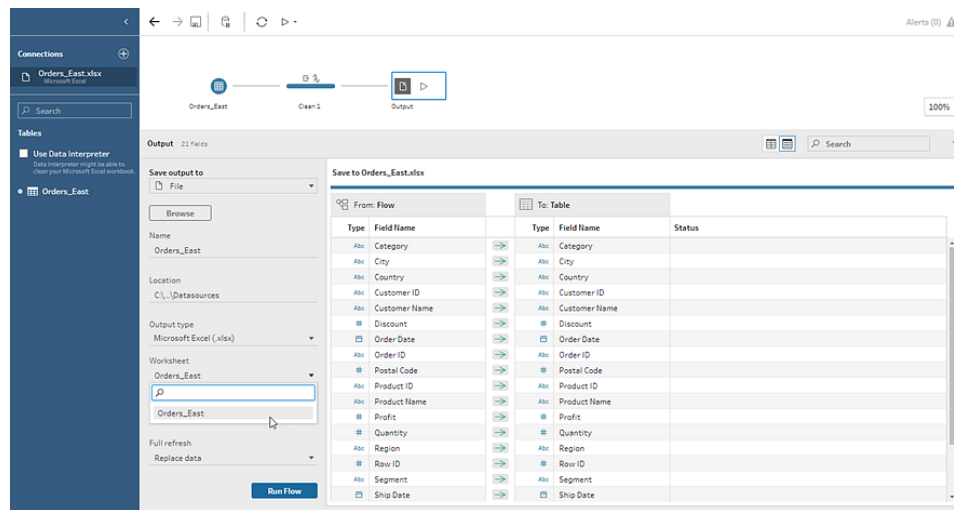 Alerts (0)
Connections
Orders_East.xlsx
Microsoft Excel
Search
Tables
Use Data Interpreter
Data Interpreter might be able to
clean your Microsoft Excel workbook.
Orders_East
Orders_East
Clean 1
Output
100%
Output 21 fields
Search
Save output to
File
Browse
Name
Orders_East
Location
C:\...\Datasources
Output type
Microsoft Excel (.xlsx)
Worksheet
Orders_East
Orders_East
Full refresh
Replace data
Run Flow
Save to Orders_East.xlsx
From: Flow To: Table
Type Field Name Type Field Name Status
Abc Category Abc Category
Abc City Abc City
Abc Country Abc Country
Abc Customer ID Abc Customer ID
Abc Customer Name Abc Customer Name
# Discount # Discount
Order Date Order Date
Abc Order ID Abc Order ID
# Postal Code # Postal Code
Abc Product ID Abc Product ID
Abc Product Name Abc Product Name
# Profit # Profit
# Quantity # Quantity
Abc Region Abc Region
# Row ID # Row ID
Abc Segment Abc Segment
Ship Date Ship Date